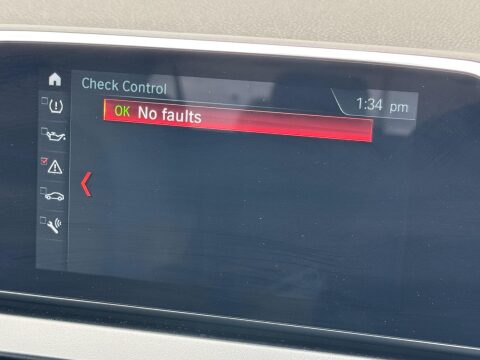 Check Control
1:34 pm
OK No faults